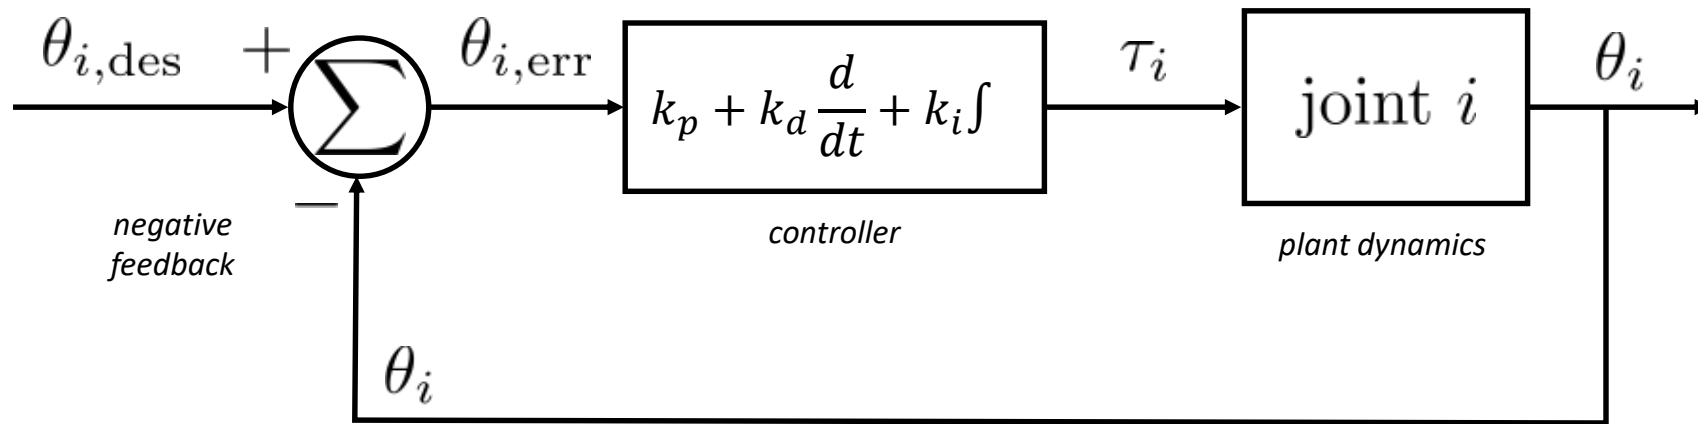 θ_{i,des} + ∑ θ_{i,err} k_p + k_d d/dt + k_i ∫ τ_i joint i θ_i
−
negative
feedback
controller
plant dynamics
θ_i